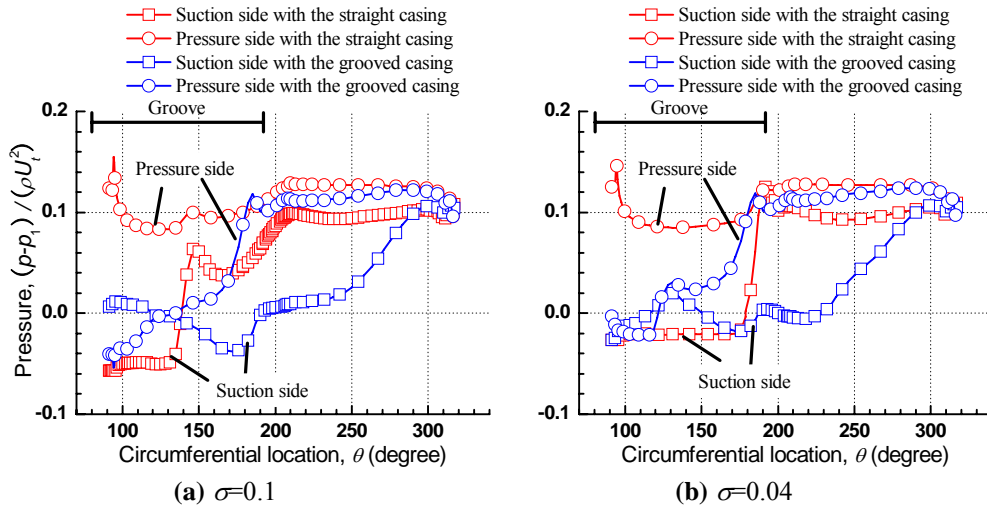 Suction side with the straight casing
Pressure side with the straight casing
Suction side with the grooved casing
Pressure side with the grooved casing
0.2
0.1
0.0
-0.1
Pressure, (p-p₁) / (ρU_t²)
Groove
Pressure side
Suction side
100 150 200 250 300
Circumferential location, θ (degree)
(a) σ=0.1
Suction side with the straight casing
Pressure side with the straight casing
Suction side with the grooved casing
Pressure side with the grooved casing
0.2
0.1
0.0
-0.1
Groove
Pressure side
Suction side
100 150 200 250 300
Circumferential location, θ (degree)
(b) σ=0.04